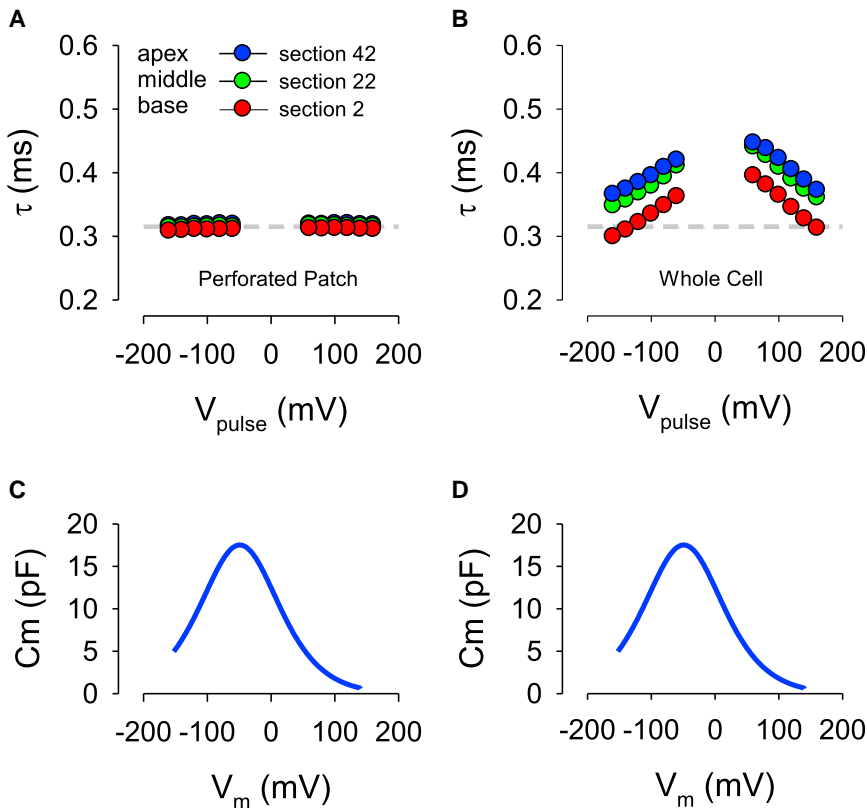 A
0.6
0.5
0.4
0.3
0.2
τ (ms)
apex section 42
middle section 22
base section 2
Perforated Patch
-200 -100 0 100 200
Vpulse (mV)
B
0.6
0.5
0.4
0.3
0.2
τ (ms)
Whole Cell
-200 -100 0 100 200
Vpulse (mV)
C
20
15
10
5
0
Cm (pF)
-200 -100 0 100 200
Vm (mV)
D
20
15
10
5
0
Cm (pF)
-200 -100 0 100 200
Vm (mV)